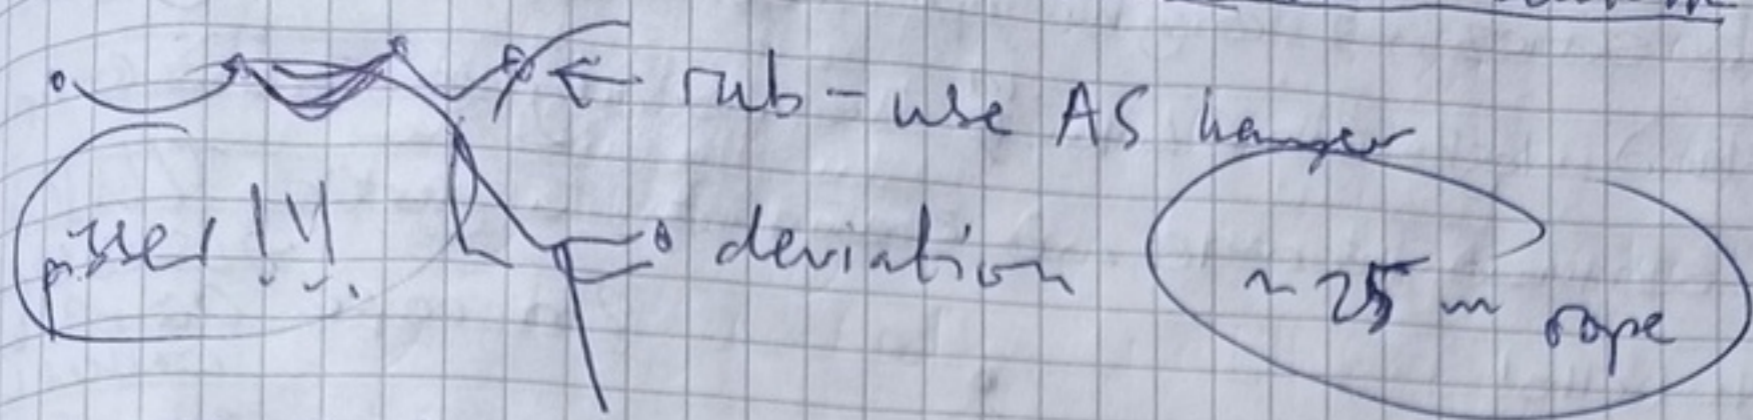 ← rub - use AS hanger
pisser !!!
deviation
~ 25 m rope